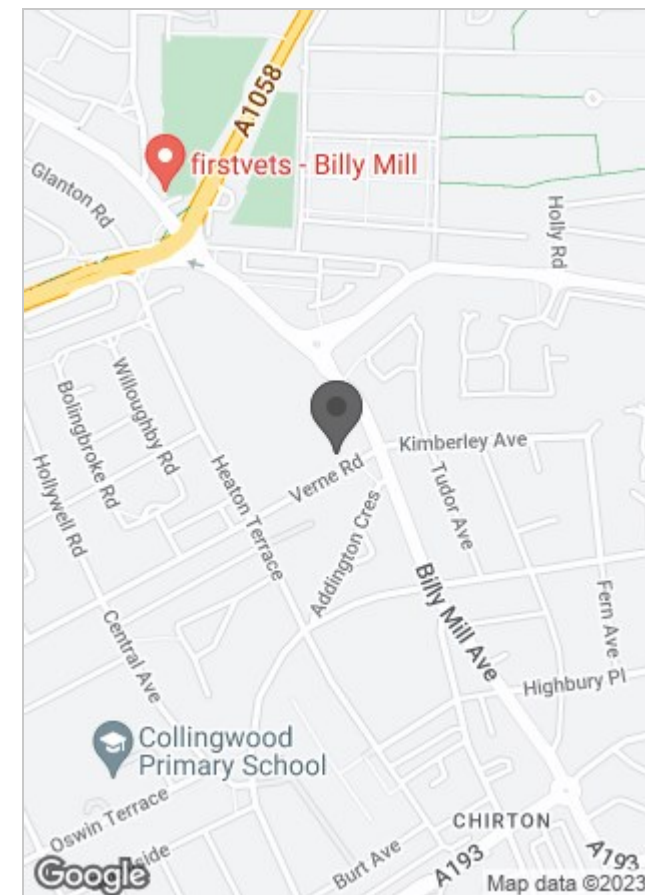 A1058
firstvets - Billy Mill
Glanton Rd
Holly Rd
Willoughby Rd
Bolingbroke Rd
Hollywell Rd
Heaton Terrace
Verne Rd
Kimberley Ave
Tudor Ave
Addington Cres
Billy Mill Ave
Fern Ave
Central Ave
Highbury Pl
Collingwood
Primary School
Oswin Terrace
CHIRTON
Burt Ave
A193
A193
Google
Map data ©2023